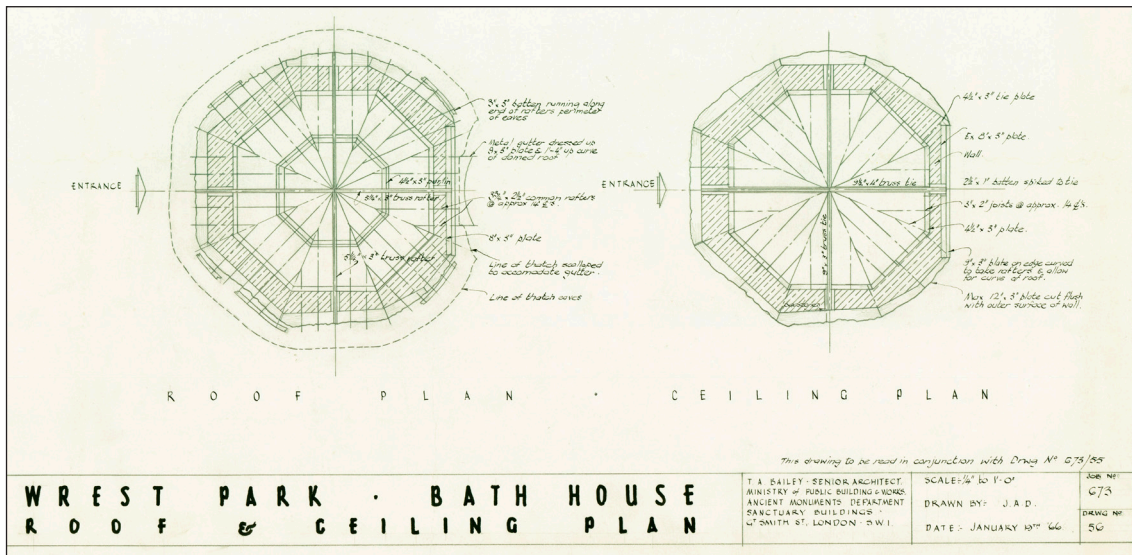 ENTRANCE
3" x 3" batten running along
end of rafters perimeter
of eaves
Metal gutter dressed up
8 x 3" plate & 1'-4" up curve
of domed roof
4½" x 3" purlin
5¾" x 3" truss rafter
3¾" x 2½" common rafters
@ approx 14" %s.
8" x 3" plate
5¾" x 3" truss rafter
Line of thatch scalloped
to accomadate gutter.
Line of thatch eaves
ROOF PLAN · CEILING PLAN
ENTRANCE
4½" x 3" tie plate
Ex 8" x 3" plate.
Wall.
9¾" x 4" truss tie
2½" x 1" batten spiked to tie
3" x 2" joists @ approx. 14 %s.
4½" x 3" plate.
truss tie
9" x 3" plate on edge curved
to take rafters & allow
for curve of roof.
Max 12" x 3" plate cut flush
with outer surface of wall.
This drawing to be read in conjunction with Drwg Nº 673/55
WREST PARK · BATH HOUSE
ROOF & CEILING PLAN
T. A. BAILEY - SENIOR ARCHITECT.
MINISTRY of PUBLIC BUILDING & WORKS.
ANCIENT MONUMENTS DEPARTMENT
SANCTUARY BUILDINGS -
GT SMITH ST, LONDON · S.W.1.
SCALE:- ¼" to 1'-0"
DRAWN BY:- J.A.D.
DATE :- JANUARY 19TH '66
JOB Nº:
673
DRWG Nº
56